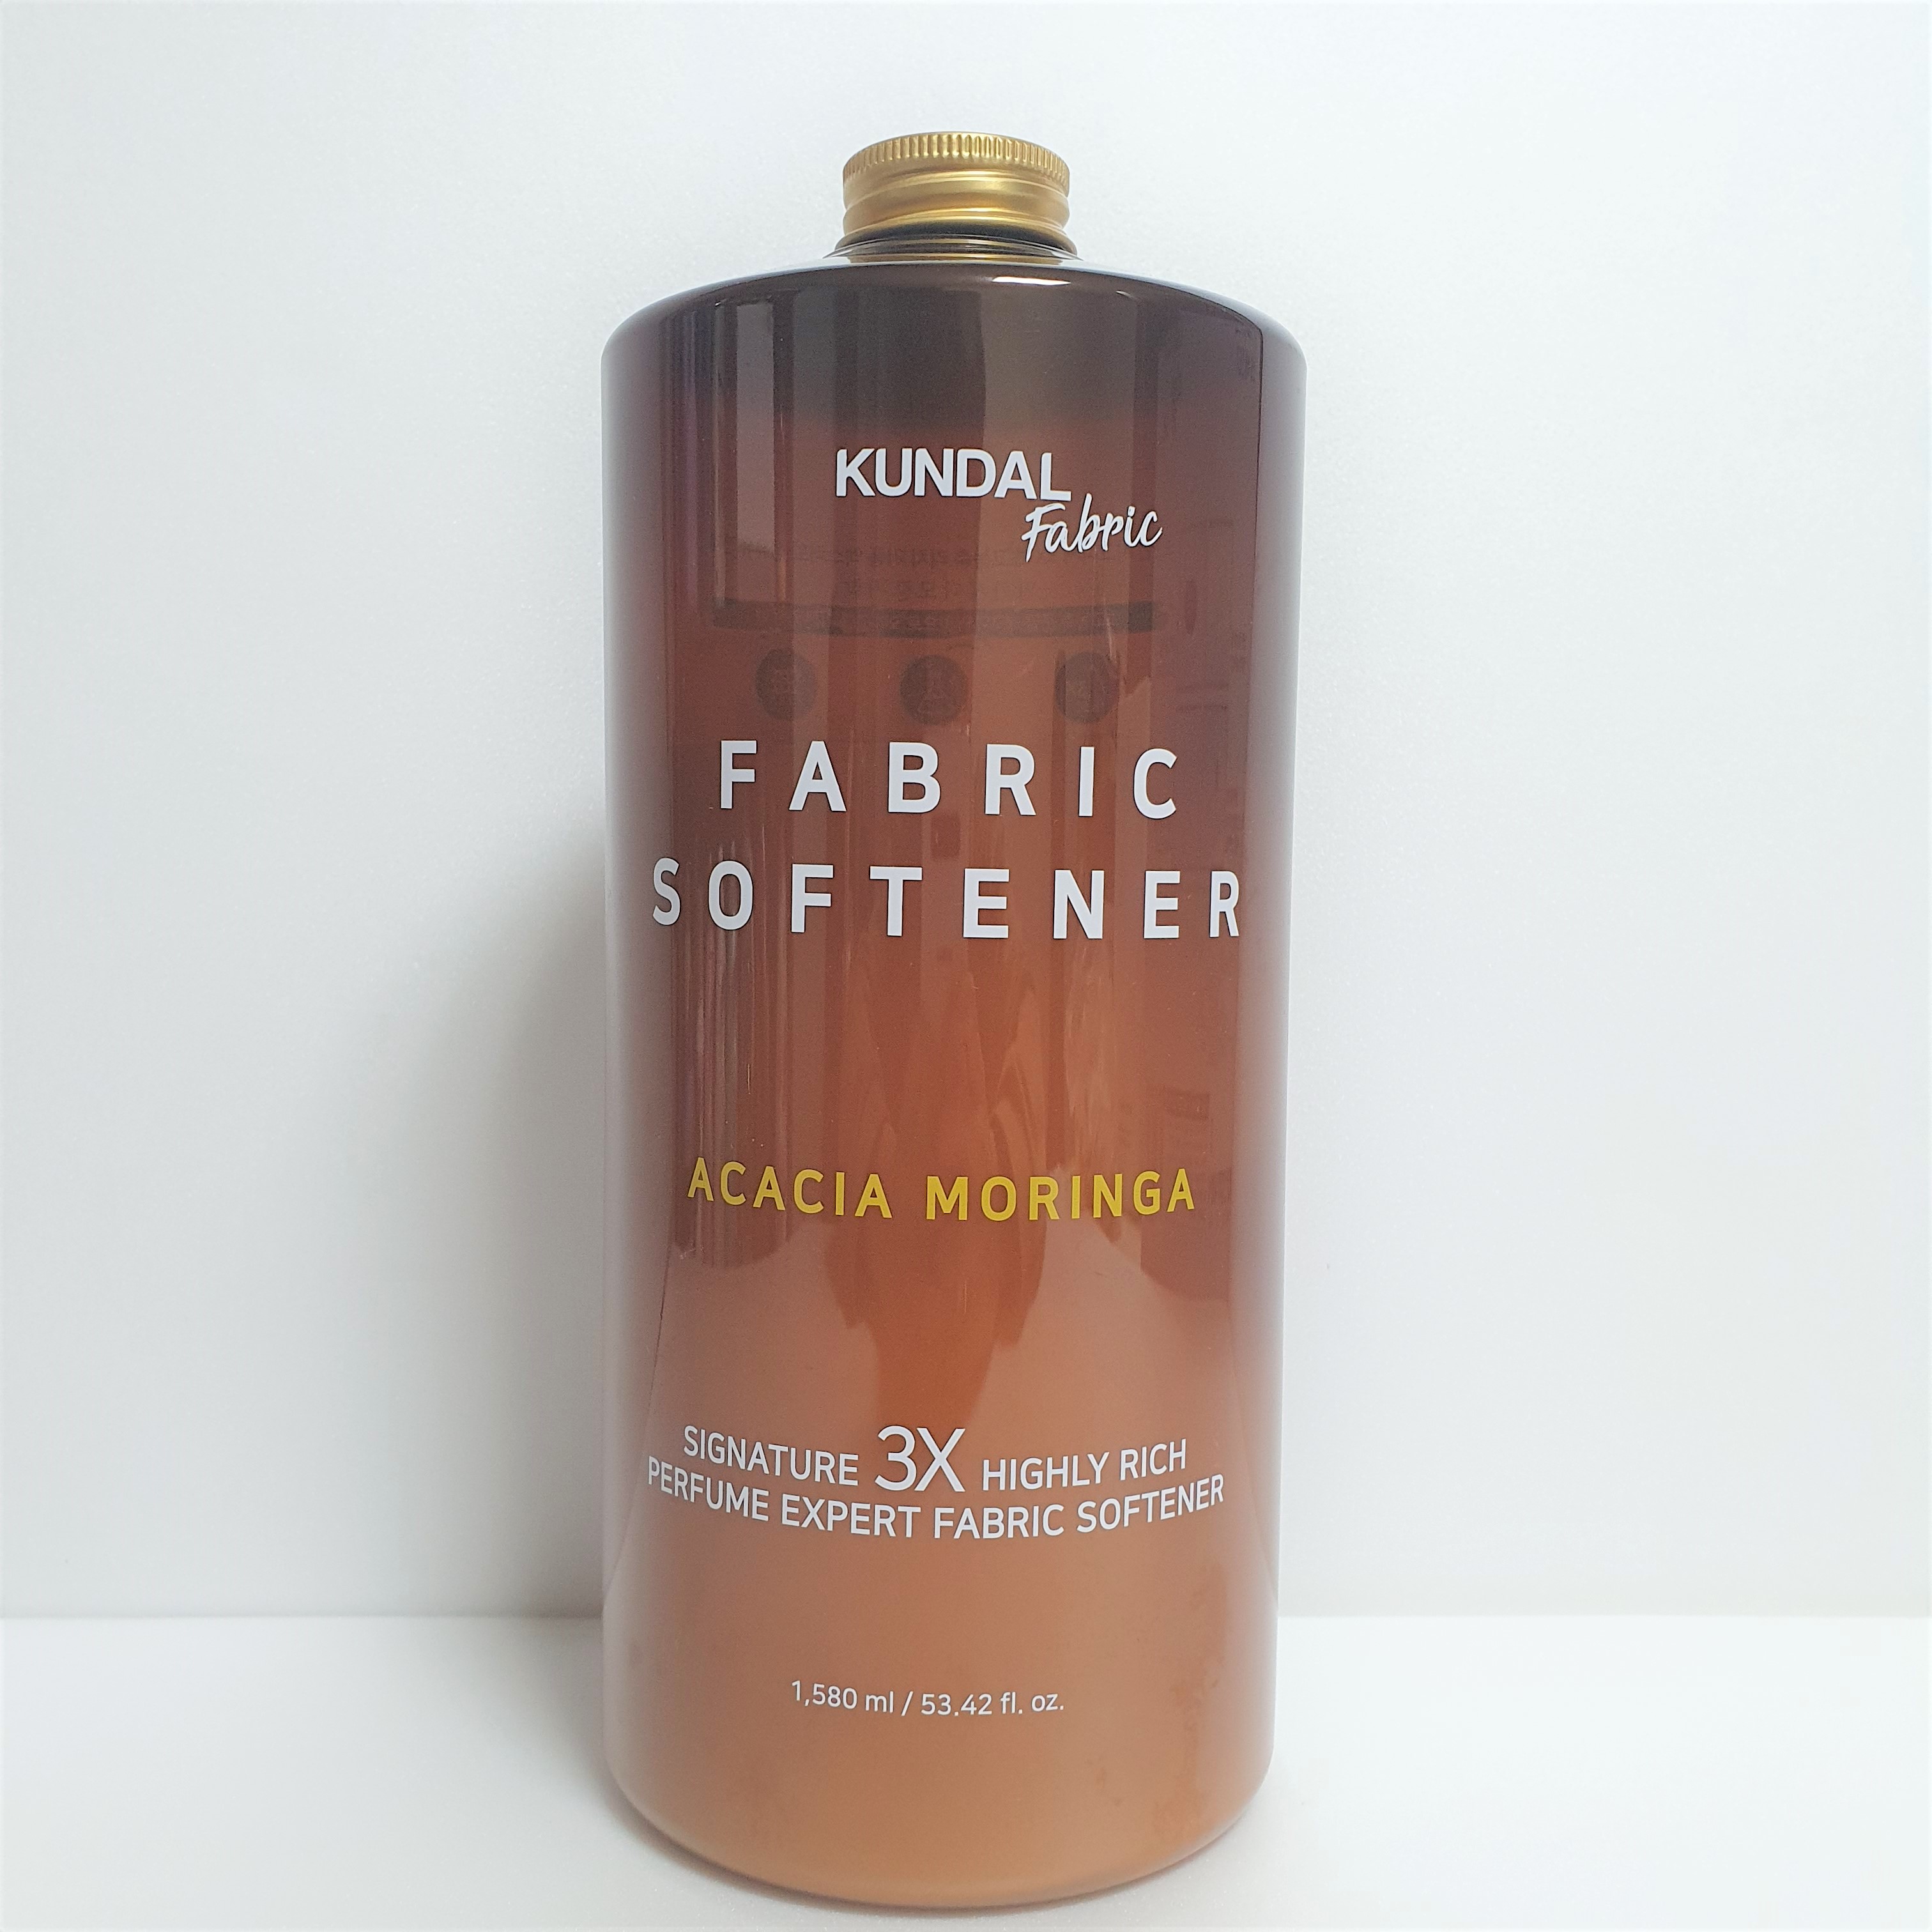 KUNDAL
Fabric
FABRIC
SOFTENER
ACACIA MORINGA
SIGNATURE 3X HIGHLY RICH
PERFUME EXPERT FABRIC SOFTENER
1,580 ml / 53.42 fl. oz.